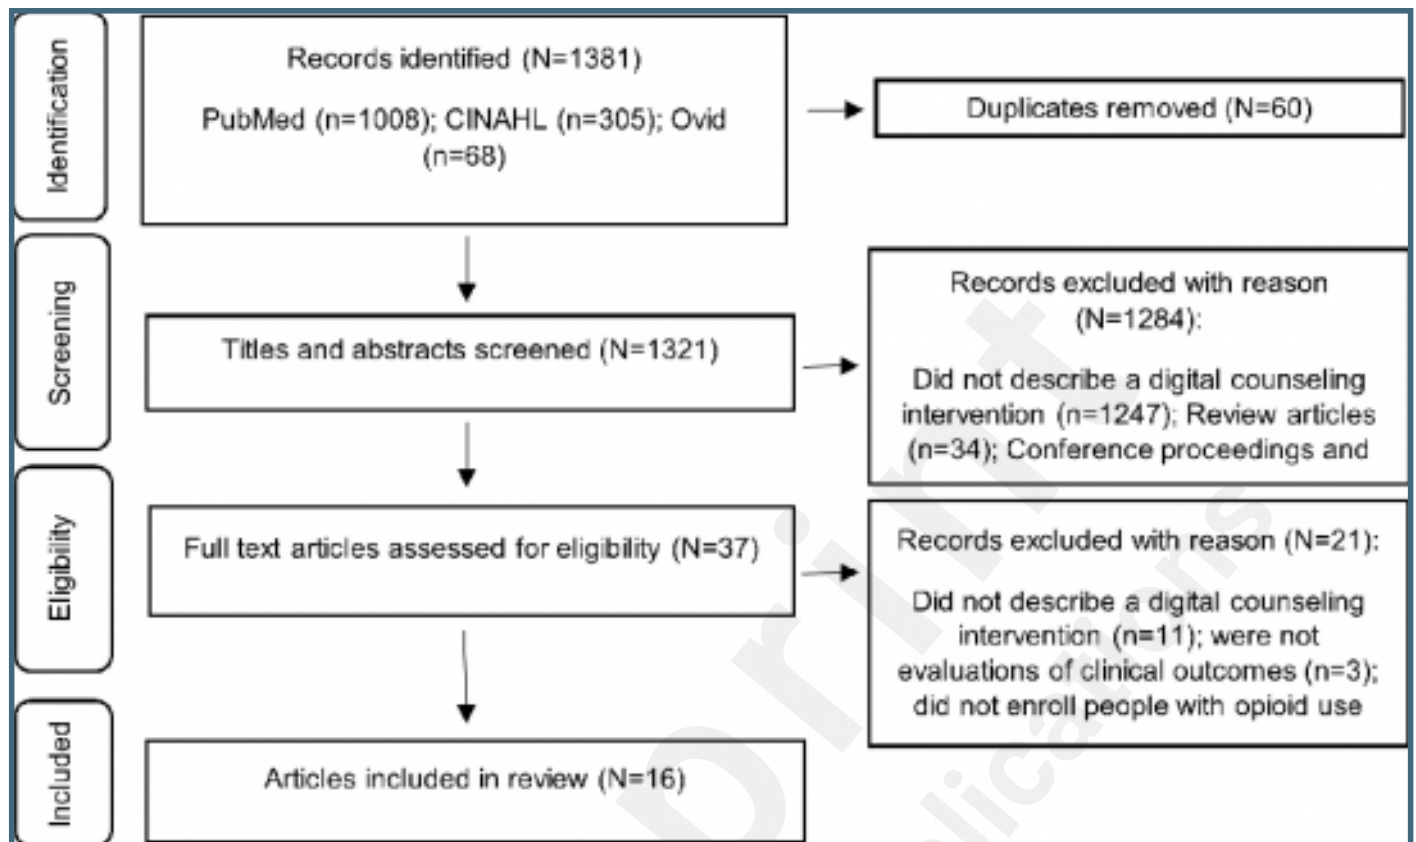 Identification
Records identified (N=1381)
PubMed (n=1008); CINAHL (n=305); Ovid
(n=68)
Duplicates removed (N=60)
Screening
Titles and abstracts screened (N=1321)
Records excluded with reason
(N=1284):
Did not describe a digital counseling
intervention (n=1247); Review articles
(n=34); Conference proceedings and
Eligibility
Full text articles assessed for eligibility (N=37)
Records excluded with reason (N=21):
Did not describe a digital counseling
intervention (n=11); were not
evaluations of clinical outcomes (n=3);
did not enroll people with opioid use
Included
Articles included in review (N=16)